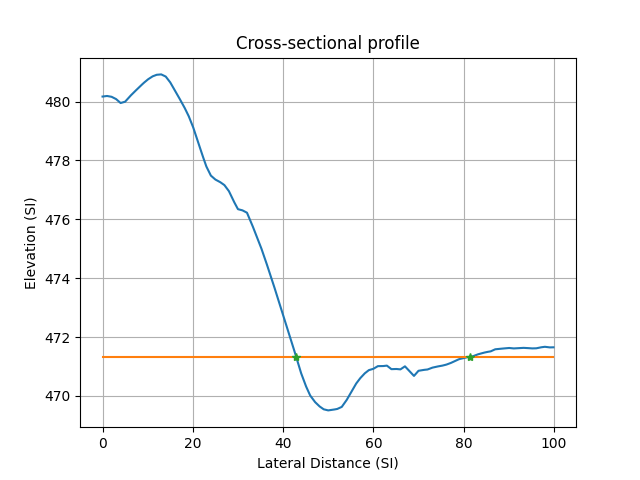 Cross-sectional profile
Elevation (SI)
480
478
476
474
472
470
0 20 40 60 80 100
Lateral Distance (SI)